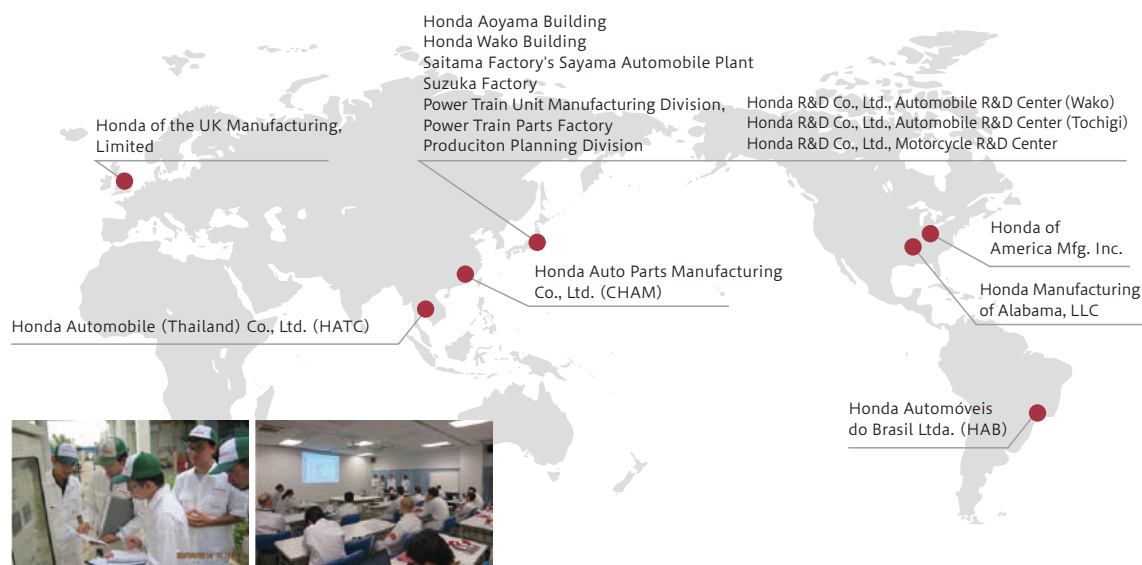 Honda Aoyama Building
Honda Wako Building
Saitama Factory's Sayama Automobile Plant
Suzuka Factory
Power Train Unit Manufacturing Division,
Power Train Parts Factory
Produciton Planning Division
Honda R&D Co., Ltd., Automobile R&D Center (Wako)
Honda R&D Co., Ltd., Automobile R&D Center (Tochigi)
Honda R&D Co., Ltd., Motorcycle R&D Center
Honda of the UK Manufacturing,
Limited
Honda of
America Mfg. Inc.
Honda Auto Parts Manufacturing
Co., Ltd. (CHAM)
Honda Manufacturing
of Alabama, LLC
Honda Automobile (Thailand) Co., Ltd. (HATC)
Honda Automóveis
do Brasil Ltda. (HAB)